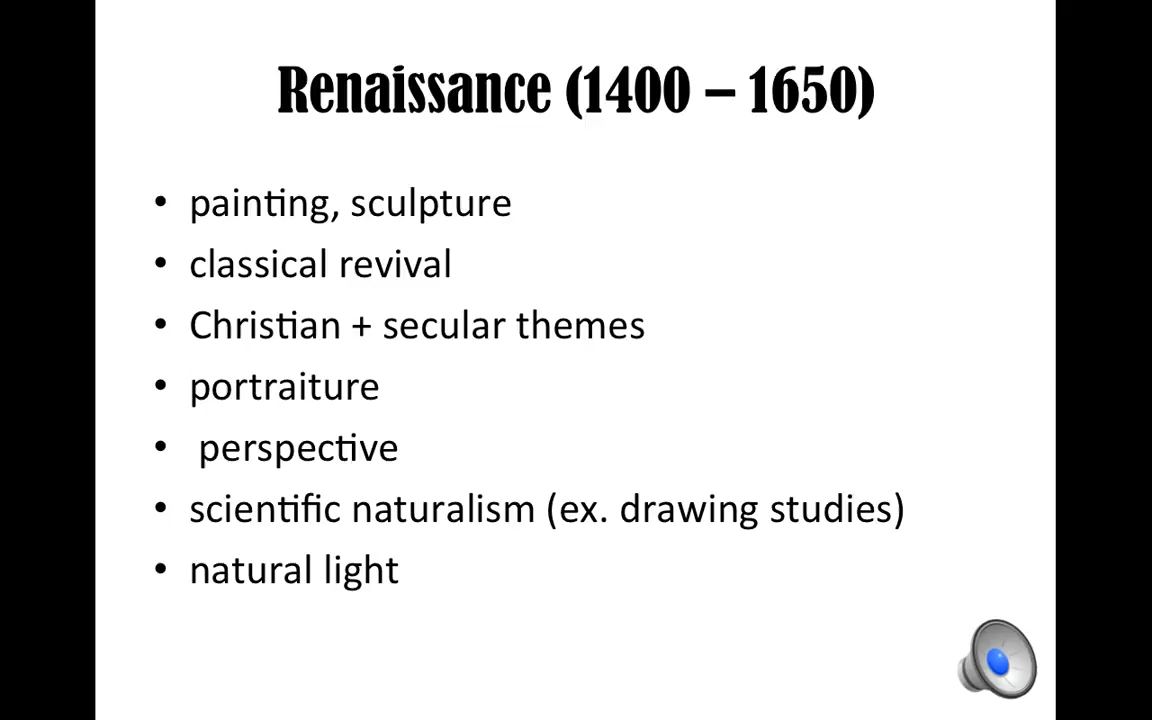 Renaissance (1400 – 1650)
• painting, sculpture
• classical revival
• Christian + secular themes
• portraiture
• perspective
• scientific naturalism (ex. drawing studies)
• natural light